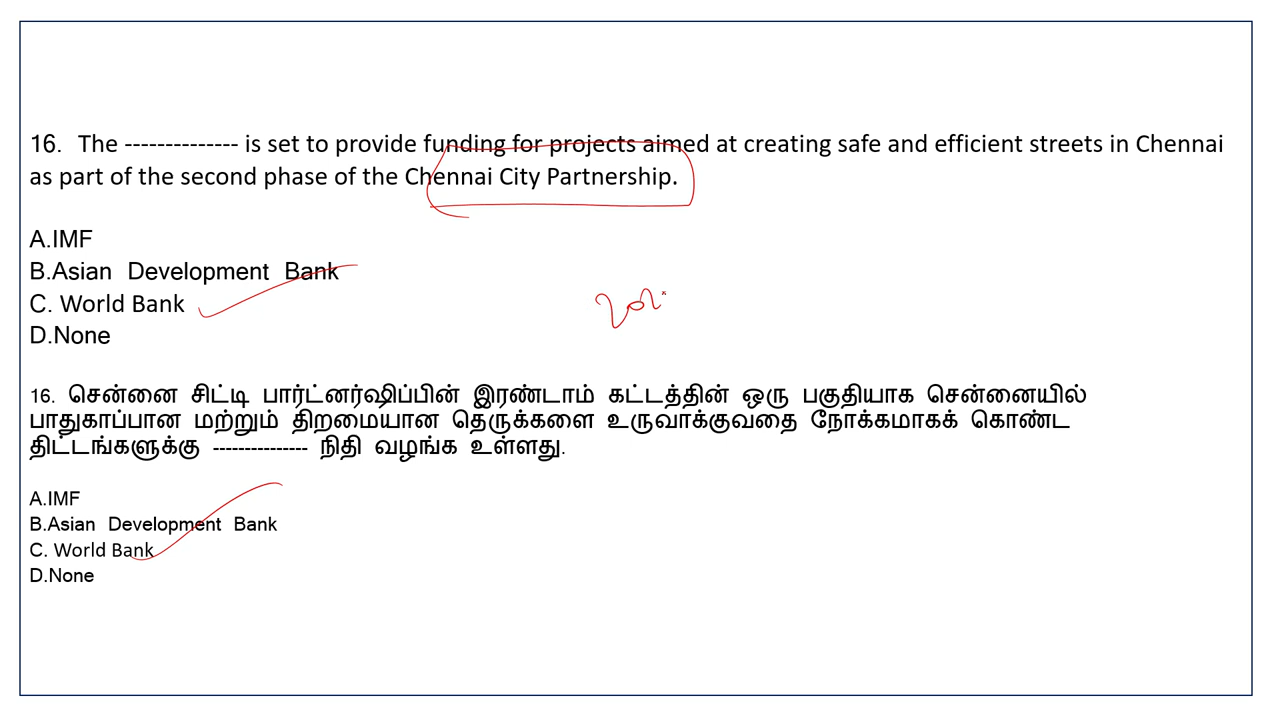 16. The -------------- is set to provide funding for projects aimed at creating safe and efficient streets in Chennai
as part of the second phase of the Chennai City Partnership.
A.IMF
B.Asian Development Bank
C. World Bank
D.None
16. சென்னை சிட்டி பார்ட்னர்ஷிப்பின் இரண்டாம் கட்டத்தின் ஒரு பகுதியாக சென்னையில்
பாதுகாப்பான மற்றும் திறமையான தெருக்களை உருவாக்குவதை நோக்கமாகக் கொண்ட
திட்டங்களுக்கு --------------- நிதி வழங்க உள்ளது.
A.IMF
B.Asian Development Bank
C. World Bank
D.None